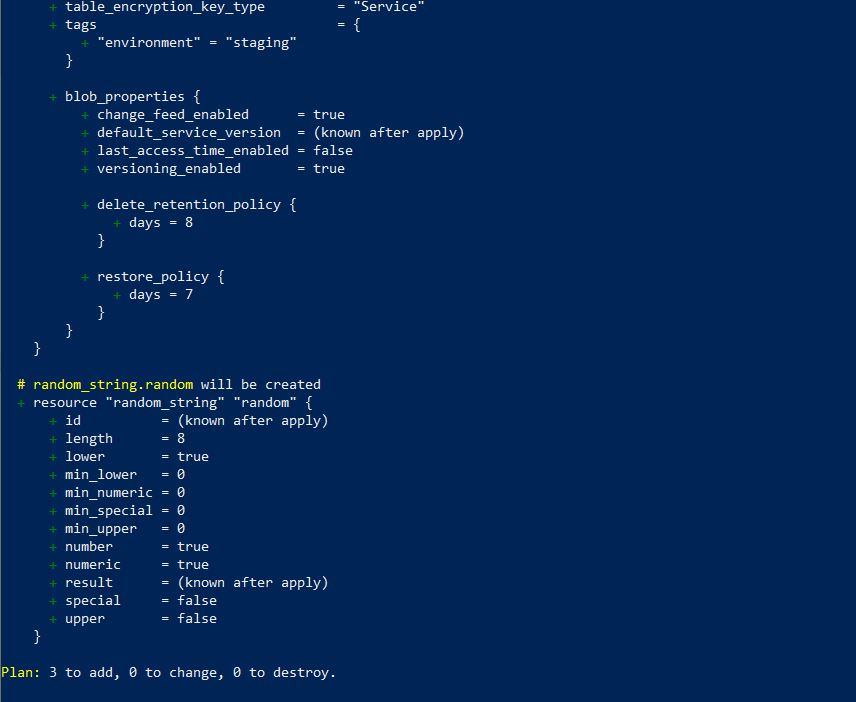 + table_encryption_key_type         = "Service"
+ tags                              = {
+ "environment" = "staging"
}
+ blob_properties {
+ change_feed_enabled      = true
+ default_service_version  = (known after apply)
+ last_access_time_enabled = false
+ versioning_enabled       = true
+ delete_retention_policy {
+ days = 8
}
+ restore_policy {
+ days = 7
}
}
}
# random_string.random will be created
+ resource "random_string" "random" {
+ id          = (known after apply)
+ length      = 8
+ lower       = true
+ min_lower   = 0
+ min_numeric = 0
+ min_special = 0
+ min_upper   = 0
+ number      = true
+ numeric     = true
+ result      = (known after apply)
+ special     = false
+ upper       = false
}
Plan: 3 to add, 0 to change, 0 to destroy.